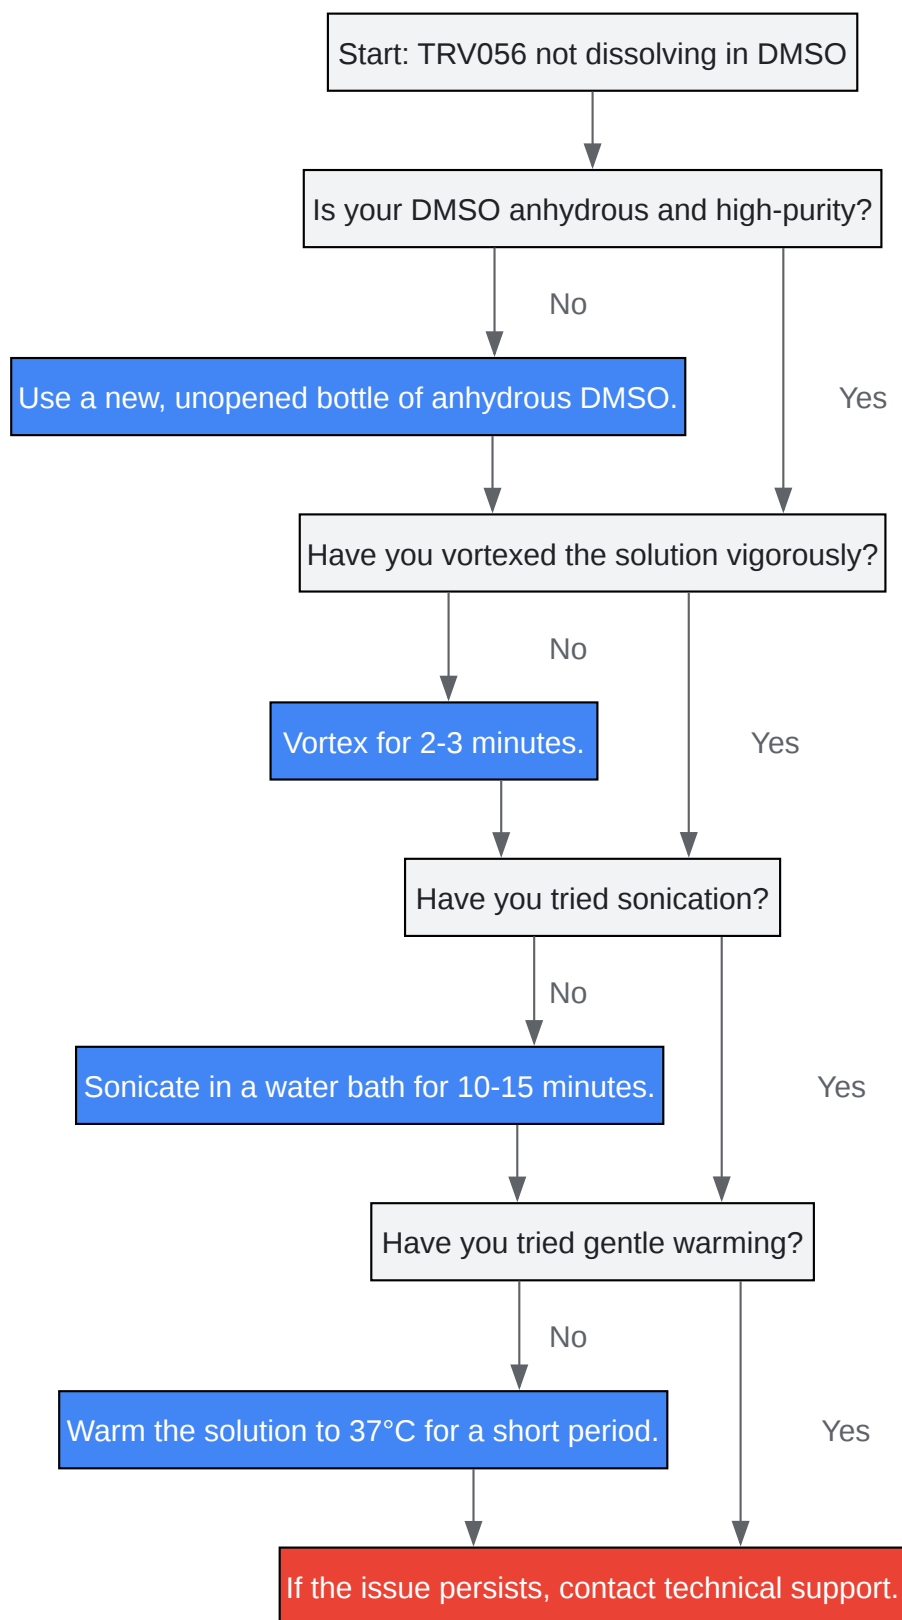 Start: TRV056 not dissolving in DMSO
Is your DMSO anhydrous and high-purity?
No
Use a new, unopened bottle of anhydrous DMSO.
Yes
Have you vortexed the solution vigorously?
No
Vortex for 2-3 minutes.
Yes
Have you tried sonication?
No
Sonicate in a water bath for 10-15 minutes.
Yes
Have you tried gentle warming?
No
Warm the solution to 37°C for a short period.
Yes
If the issue persists, contact technical support.